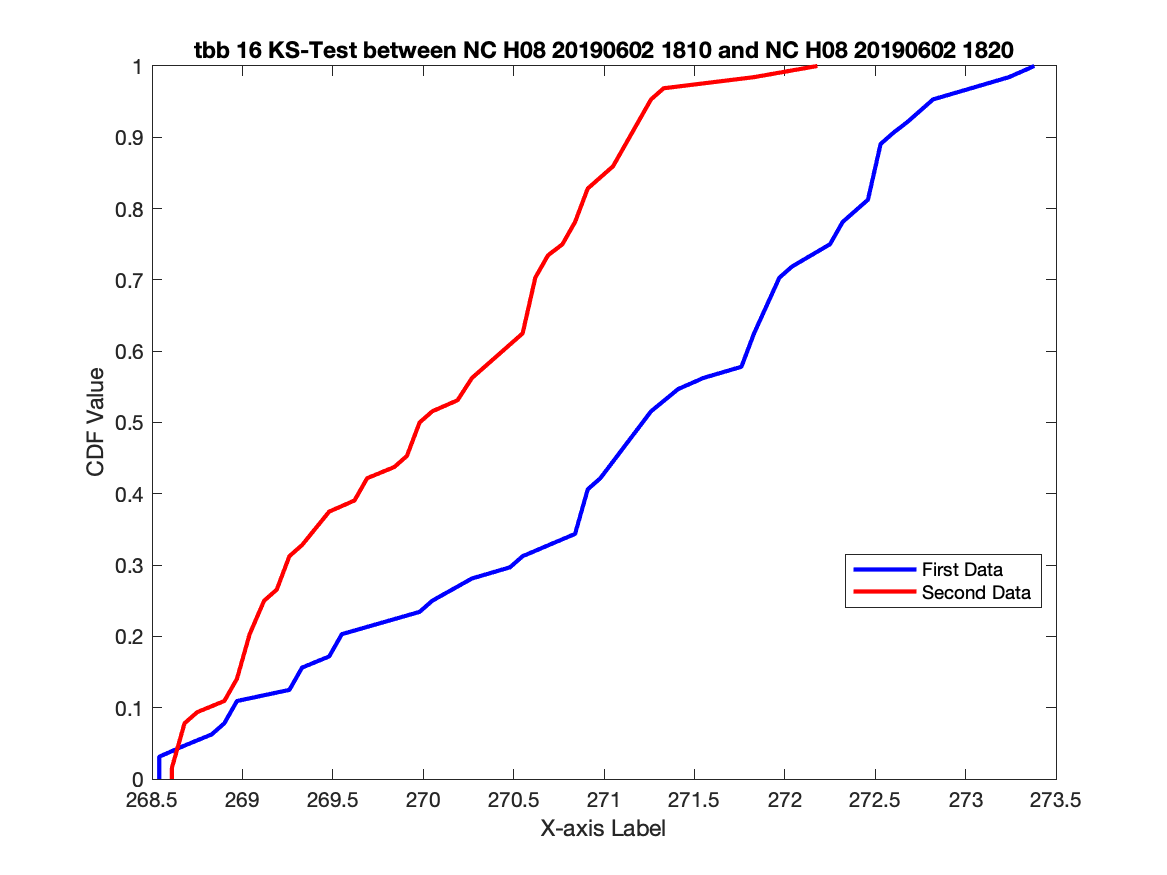 tbb 16 KS-Test between NC H08 20190602 1810 and NC H08 20190602 1820
1
0.9
0.8
0.7
0.6
0.5
0.4
0.3
0.2
0.1
0
CDF Value
First Data
Second Data
268.5 269 269.5 270 270.5 271 271.5 272 272.5 273 273.5
X-axis Label